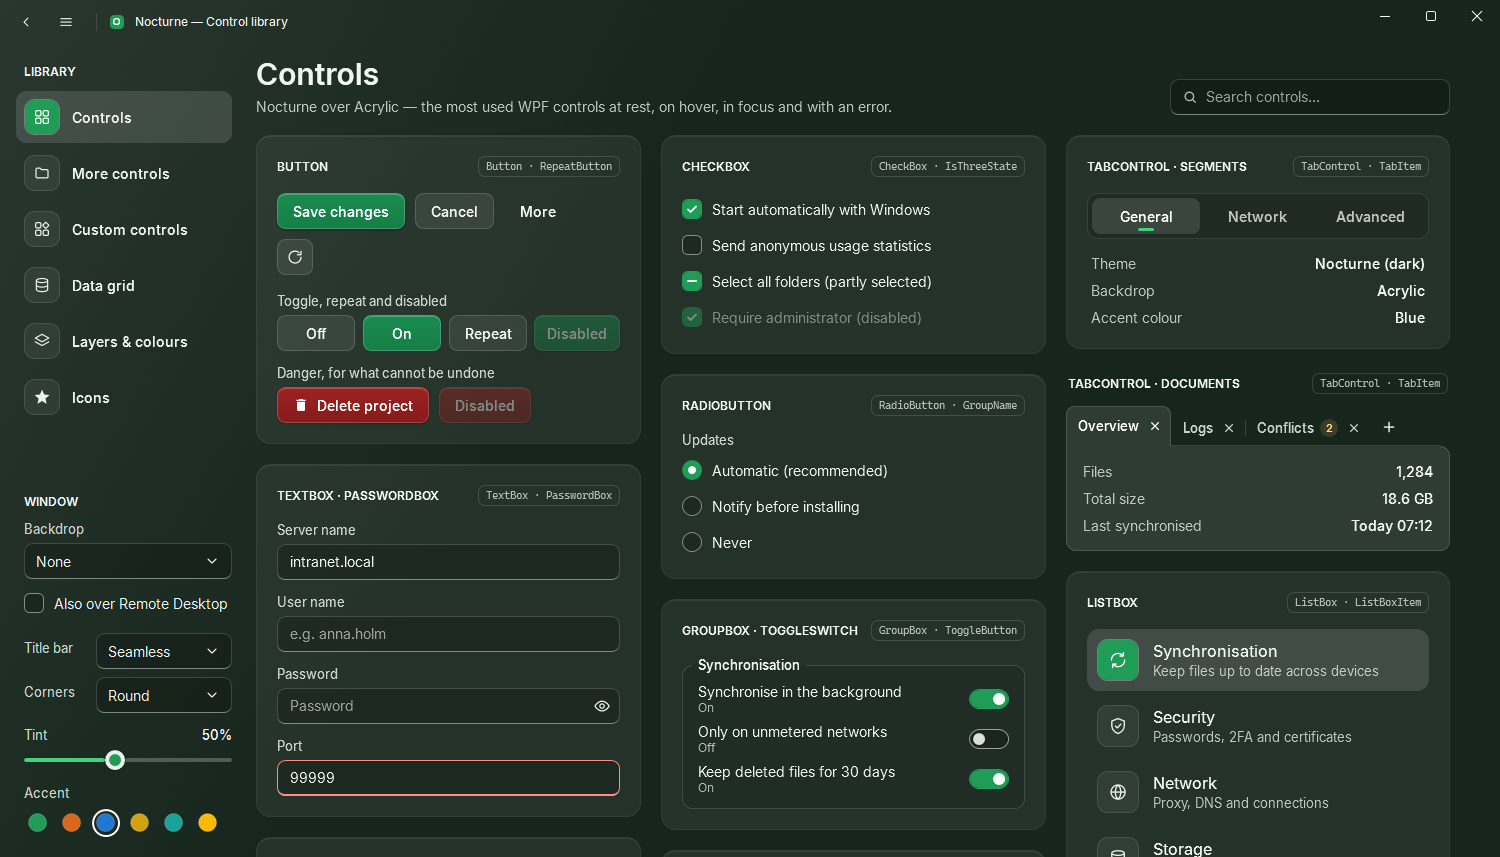 Nocturne — Control library
LIBRARY
Controls
More controls
Custom controls
Data grid
Layers & colours
Icons
WINDOW
Backdrop
None
Also over Remote Desktop
Title bar
Seamless
Corners
Round
Tint
50%
Accent
Controls
Nocturne over Acrylic — the most used WPF controls at rest, on hover, in focus and with an error.
Search controls...
BUTTON
Button · RepeatButton
Save changes
Cancel
More
Toggle, repeat and disabled
Off
On
Repeat
Disabled
Danger, for what cannot be undone
Delete project
Disabled
TEXTBOX · PASSWORDBOX
TextBox · PasswordBox
Server name
intranet.local
User name
e.g. anna.holm
Password
Password
Port
99999
CHECKBOX
CheckBox · IsThreeState
Start automatically with Windows
Send anonymous usage statistics
Select all folders (partly selected)
Require administrator (disabled)
RADIOBUTTON
RadioButton · GroupName
Updates
Automatic (recommended)
Notify before installing
Never
GROUPBOX · TOGGLESWITCH
GroupBox · ToggleButton
Synchronisation
Synchronise in the background
On
Only on unmetered networks
Off
Keep deleted files for 30 days
On
TABCONTROL · SEGMENTS
TabControl · TabItem
General
Network
Advanced
Theme
Nocturne (dark)
Backdrop
Acrylic
Accent colour
Blue
TABCONTROL · DOCUMENTS
TabControl · TabItem
Overview
Logs
Conflicts
2
Files
1,284
Total size
18.6 GB
Last synchronised
Today 07:12
LISTBOX
ListBox · ListBoxItem
Synchronisation
Keep files up to date across devices
Security
Passwords, 2FA and certificates
Network
Proxy, DNS and connections
Storage